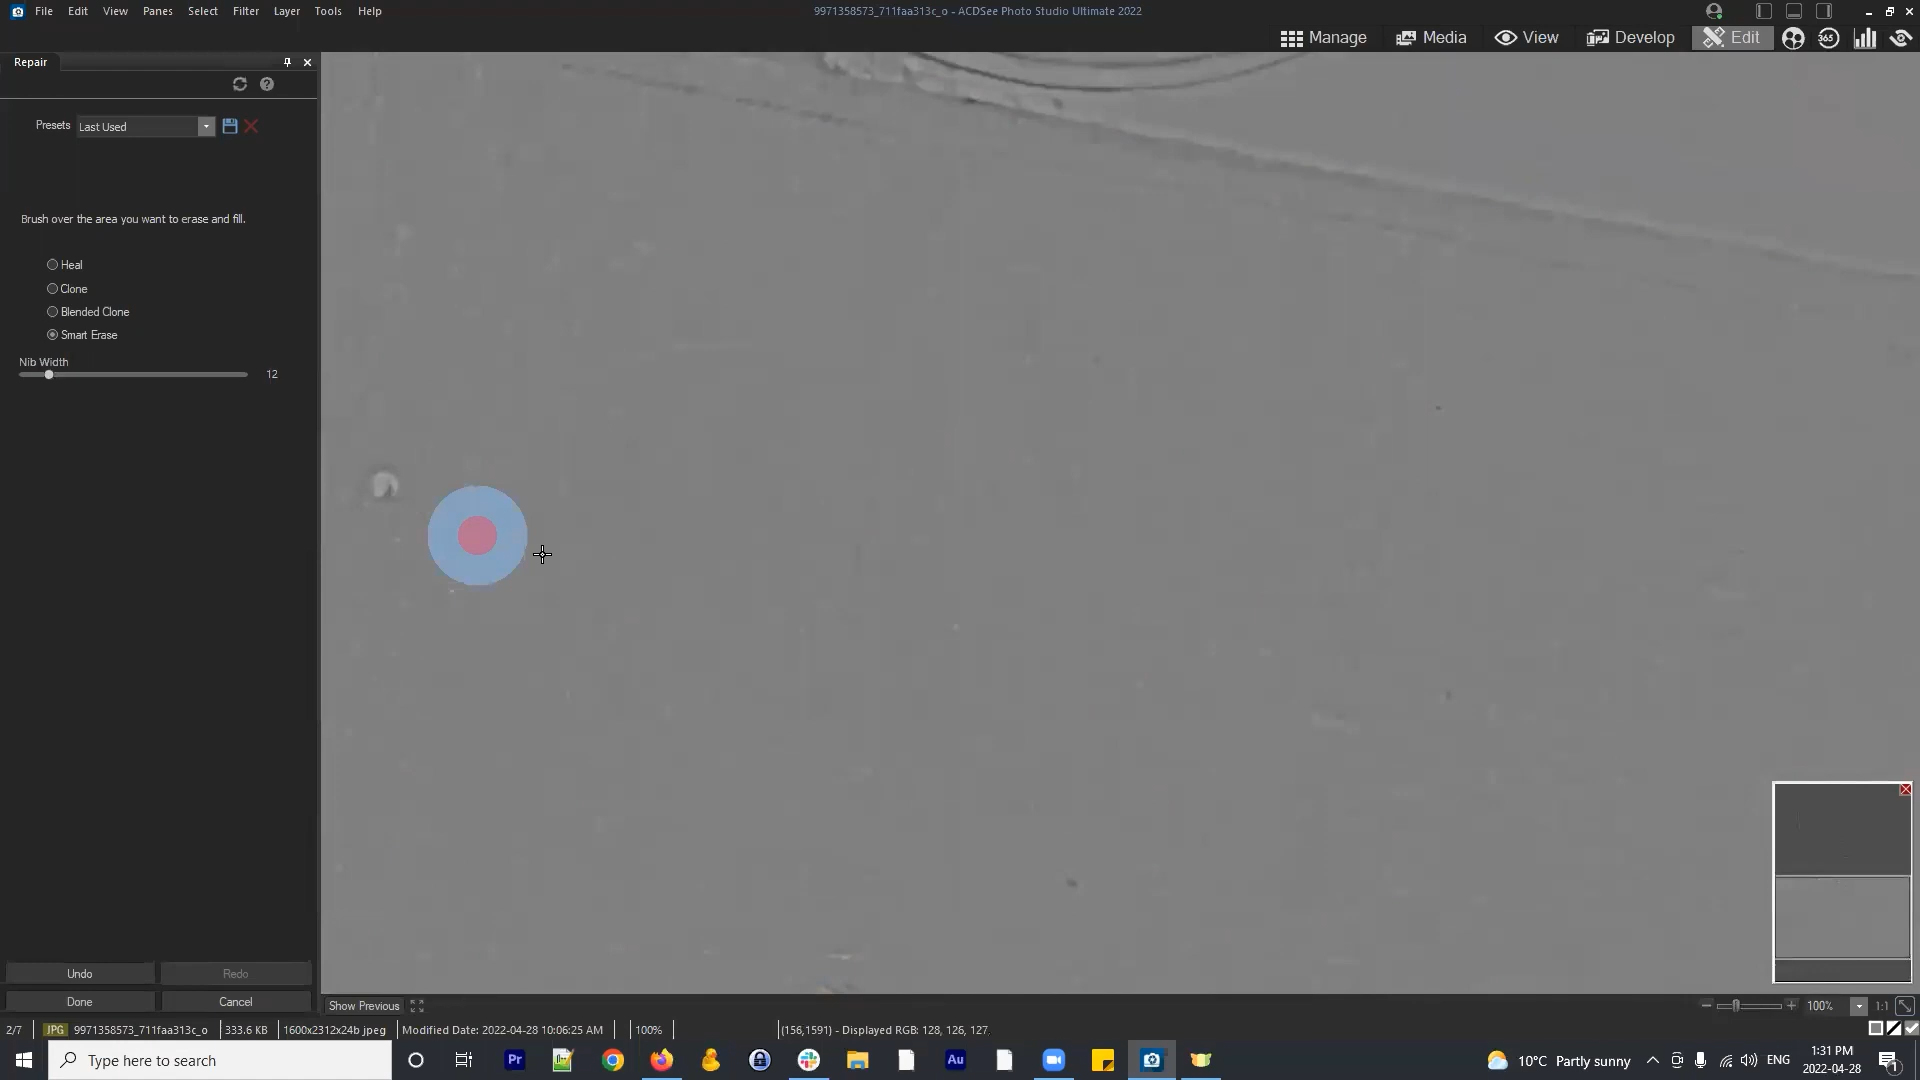 File Edit View Panes Select Filter Layer Tools Help
9971358573_711faa313c_o - ACDSee Photo Studio Ultimate 2022
Manage Media View Develop Edit 365
Repair
Presets Last Used
Brush over the area you want to erase and fill.
Heal
Clone
Blended Clone
Smart Erase
Nib Width
12
Undo Redo
Done Cancel
Show Previous
100% 1:1
2/7 JPG 9971358573_711faa313c_o 333.6 KB 1600x2312x24b jpeg Modified Date: 2022-04-28 10:06:25 AM 100% (156,1591) - Displayed RGB: 128, 126, 127.
Type here to search
Pr
Au
10°C Partly sunny
ENG
1:31 PM
2022-04-28
1